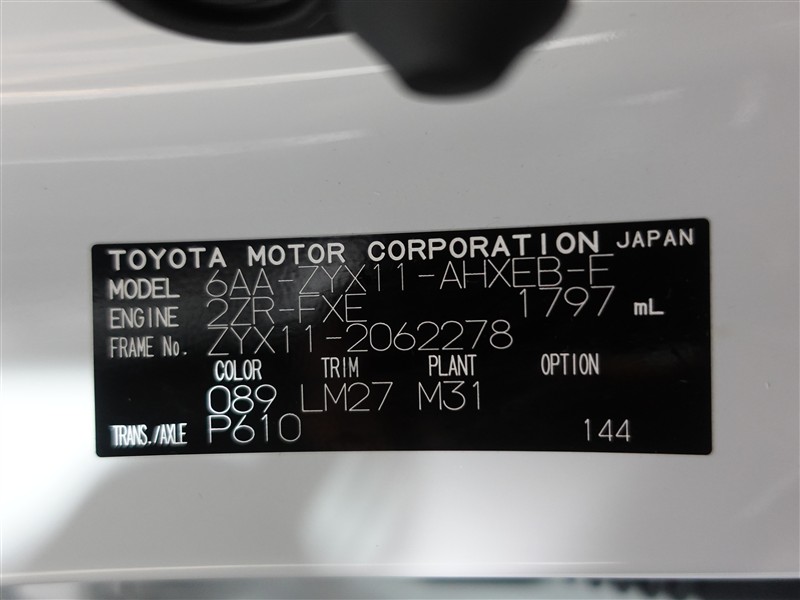 TOYOTA MOTOR CORPORATION JAPAN
MODEL 6AA-ZYX11-AHXEB-E
ENGINE 2ZR-FXE 1797 mL
FRAME No. ZYX11-2062278
COLOR TRIM PLANT OPTION
089 LM27 M31
TRANS./AXLE P610 144